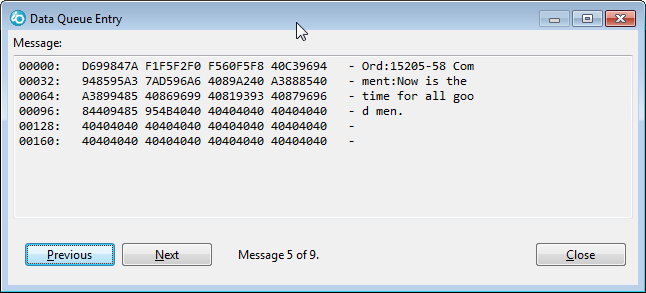 Data Queue Entry
Message:
00000: D699847A F1F5F2F0 F560F5F8 40C39694 - Ord:15205-58 Com
00032: 948595A3 7AD596A6 4089A240 A3888540 - ment:Now is the
00064: A3899485 40869699 40819393 40879696 - time for all goo
00096: 84409485 954B4040 40404040 40404040 - d men.
00128: 40404040 40404040 40404040 40404040 -
00160: 40404040 40404040 40404040 40404040 -
Previous Next Message 5 of 9. Close